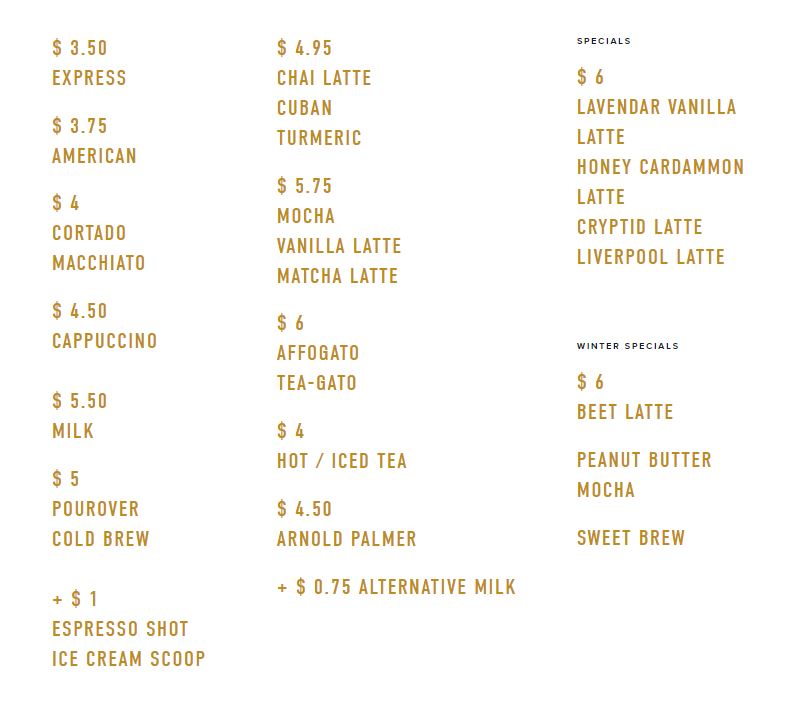 $ 3.50
EXPRESS
$ 3.75
AMERICAN
$ 4
CORTADO
MACCHIATO
$ 4.50
CAPPUCCINO
$ 5.50
MILK
$ 5
POUROVER
COLD BREW
+ $ 1
ESPRESSO SHOT
ICE CREAM SCOOP
$ 4.95
CHAI LATTE
CUBAN
TURMERIC
$ 5.75
MOCHA
VANILLA LATTE
MATCHA LATTE
$ 6
AFFOGATO
TEA-GATO
$ 4
HOT / ICED TEA
$ 4.50
ARNOLD PALMER
+ $ 0.75 ALTERNATIVE MILK
SPECIALS
$ 6
LAVENDAR VANILLA
LATTE
HONEY CARDAMMON
LATTE
CRYPTID LATTE
LIVERPOOL LATTE
WINTER SPECIALS
$ 6
BEET LATTE
PEANUT BUTTER
MOCHA
SWEET BREW